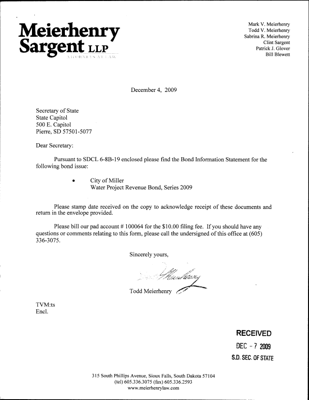 Meierhenry
Sargent LLP
Mark V. Meierhenry
Todd V. Meierhenry
Sabrina R. Meierhenry
Clint Sargent
Patrick J. Glover
Bill Blewett
December 4, 2009
Secretary of State
State Capitol
500 E. Capitol
Pierre, SD 57501-5077
Dear Secretary:
Pursuant to SDCL 6-8B-19 enclosed please find the Bond Information Statement for the
following bond issue:
• City of Miller
Water Project Revenue Bond, Series 2009
Please stamp date received on the copy to acknowledge receipt of these documents and
return in the envelope provided.
Please bill our pad account # 100064 for the $10.00 filing fee. If you should have any
questions or comments relating to this form, please call the undersigned of this office at (605)
336-3075.
Sincerely yours,
Todd Meierhenry
TVM:ts
Encl.
RECEIVED
DEC - 7 2009
S.D. SEC. OF STATE
315 South Phillips Avenue, Sioux Falls, South Dakota 57104
(tel) 605.336.3075 (fax) 605.336.2593
www.meierhenrylaw.com